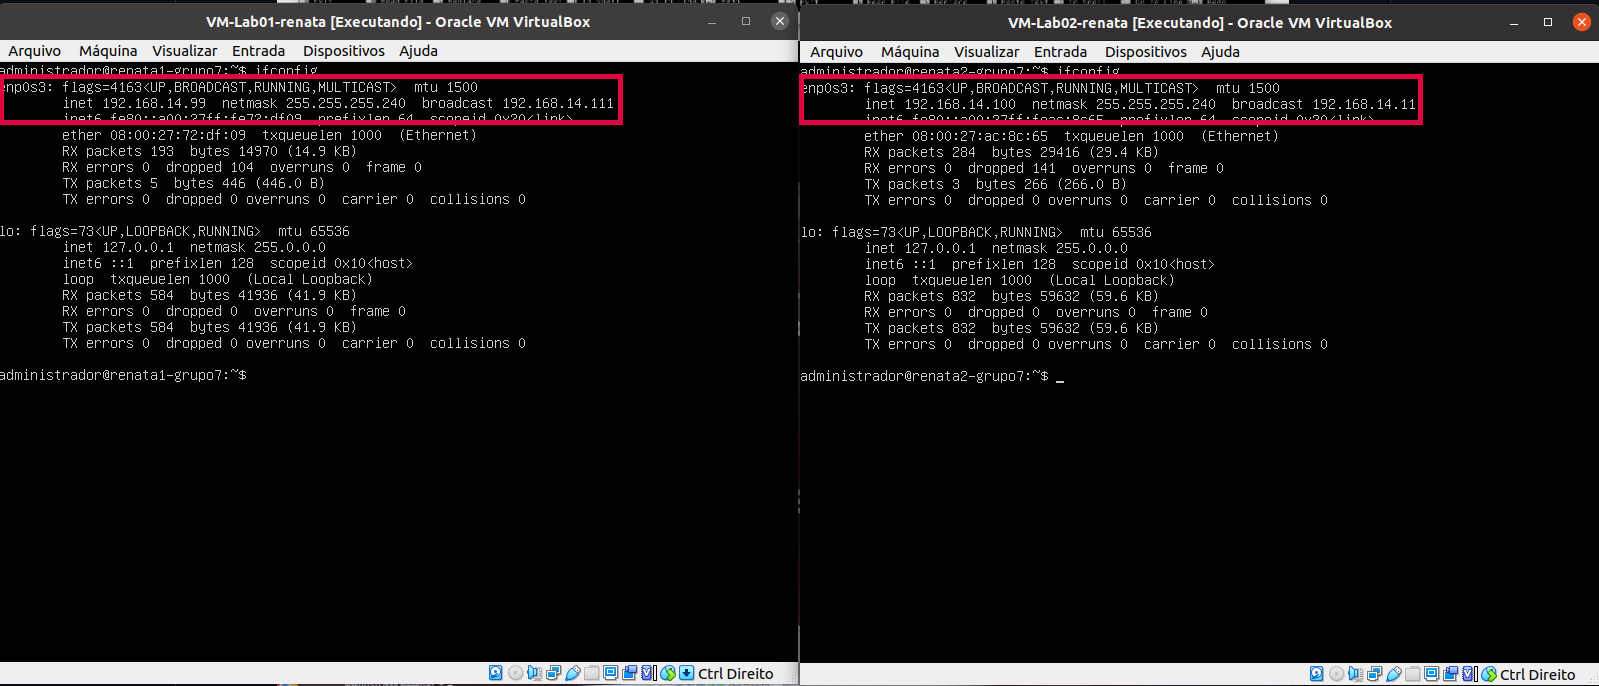 VM-Lab01-renata [Executando] - Oracle VM VirtualBox
Arquivo Máquina Visualizar Entrada Dispositivos Ajuda
administrador@renata1-grupo7:~$ ifconfig
enp0s3: flags=4163<UP,BROADCAST,RUNNING,MULTICAST> mtu 1500
inet 192.168.14.99 netmask 255.255.255.240 broadcast 192.168.14.111
inet6 fe80::a00:27ff:fe72:df09 prefixlen 64 scopeid 0x20<link>
ether 08:00:27:72:df:09 txqueuelen 1000 (Ethernet)
RX packets 193 bytes 14970 (14.9 KB)
RX errors 0 dropped 104 overruns 0 frame 0
TX packets 5 bytes 446 (446.0 B)
TX errors 0 dropped 0 overruns 0 carrier 0 collisions 0
lo: flags=73<UP,LOOPBACK,RUNNING> mtu 65536
inet 127.0.0.1 netmask 255.0.0.0
inet6 ::1 prefixlen 128 scopeid 0x10<host>
loop txqueuelen 1000 (Local Loopback)
RX packets 584 bytes 41936 (41.9 KB)
RX errors 0 dropped 0 overruns 0 frame 0
TX packets 584 bytes 41936 (41.9 KB)
TX errors 0 dropped 0 overruns 0 carrier 0 collisions 0
administrador@renata1-grupo7:~$
Ctrl Direito
VM-Lab02-renata [Executando] - Oracle VM VirtualBox
Arquivo Máquina Visualizar Entrada Dispositivos Ajuda
administrador@renata2-grupo7:~$ ifconfig
enp0s3: flags=4163<UP,BROADCAST,RUNNING,MULTICAST> mtu 1500
inet 192.168.14.100 netmask 255.255.255.240 broadcast 192.168.14.11
inet6 fe80::a00:27ff:feac:8c65 prefixlen 64 scopeid 0x20<link>
ether 08:00:27:ac:8c:65 txqueuelen 1000 (Ethernet)
RX packets 284 bytes 29416 (29.4 KB)
RX errors 0 dropped 141 overruns 0 frame 0
TX packets 3 bytes 266 (266.0 B)
TX errors 0 dropped 0 overruns 0 carrier 0 collisions 0
lo: flags=73<UP,LOOPBACK,RUNNING> mtu 65536
inet 127.0.0.1 netmask 255.0.0.0
inet6 ::1 prefixlen 128 scopeid 0x10<host>
loop txqueuelen 1000 (Local Loopback)
RX packets 832 bytes 59632 (59.6 KB)
RX errors 0 dropped 0 overruns 0 frame 0
TX packets 832 bytes 59632 (59.6 KB)
TX errors 0 dropped 0 overruns 0 carrier 0 collisions 0
administrador@renata2-grupo7:~$ _
Ctrl Direito